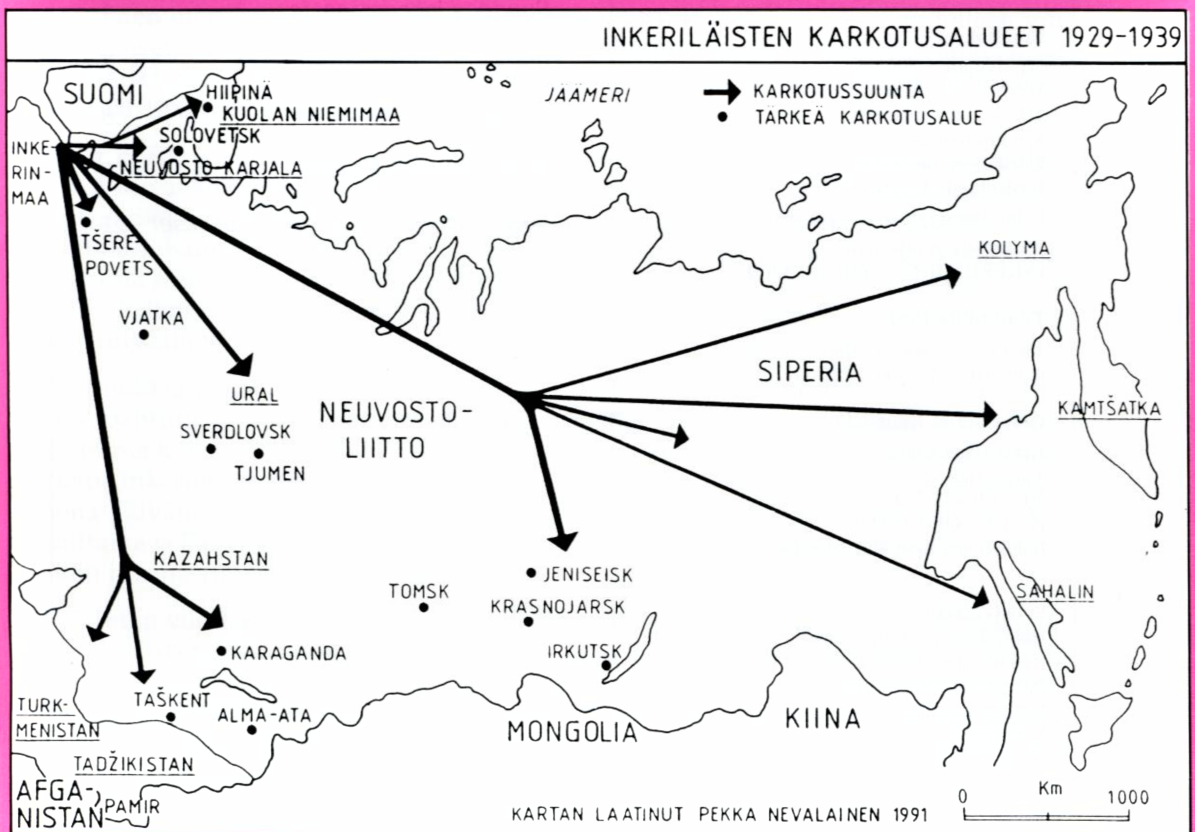 INKERILÄISTEN KARKOTUSALUEET 1929-1939
SUOMI
HIIPINÄ
KUOLAN NIEMIMAA
JÄÄMERI
KARKOTUSSUUNTA
TÄRKEÄ KARKOTUSALUE
SOLOVETSK
INKE-
RIN-
MAA
NEUVOSTO-KARJALA
TŠERE-
POVETS
KOLYMA
VJATKA
URAL
SIPERIA
NEUVOSTO-
LIITTO
KAMTŠATKA
SVERDLOVSK
TJUMEN
KAZAHSTAN
JENISEISK
TOMSK
KRASNOJARSK
SAHALIN
IRKUTSK
KARAGANDA
TAŠKENT
ALMA-ATA
TURK-
MENISTAN
MONGOLIA
KIINA
TADŽIKISTAN
AFGA-
NISTAN
PAMIR
KARTAN LAATINUT PEKKA NEVALAINEN 1991
0 Km 1000